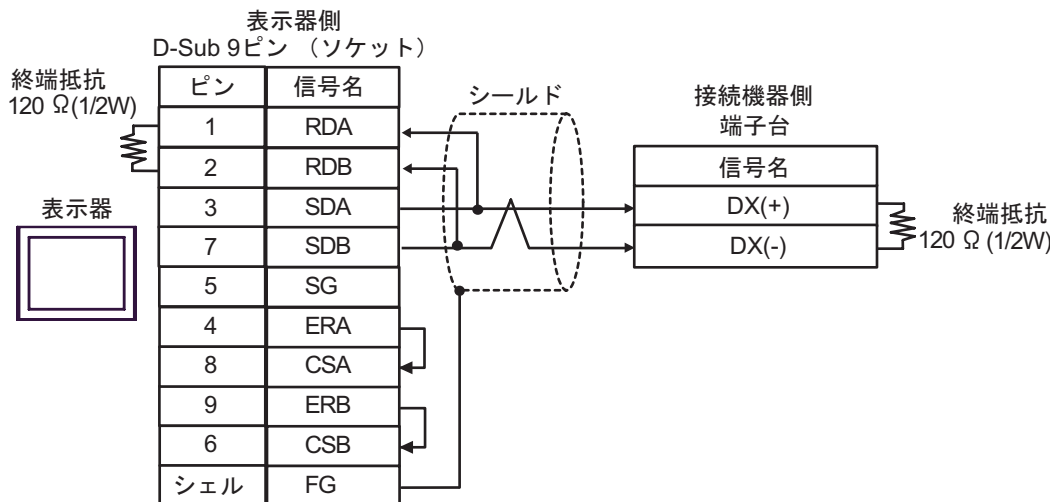 表示器側
D-Sub 9ピン （ソケット）
終端抵抗
120 Ω(1/2W)
ピン 信号名
1 RDA
2 RDB
3 SDA
7 SDB
5 SG
4 ERA
8 CSA
9 ERB
6 CSB
シェル FG
表示器
シールド
接続機器側
端子台
信号名
DX(+)
DX(-)
終端抵抗
120 Ω (1/2W)